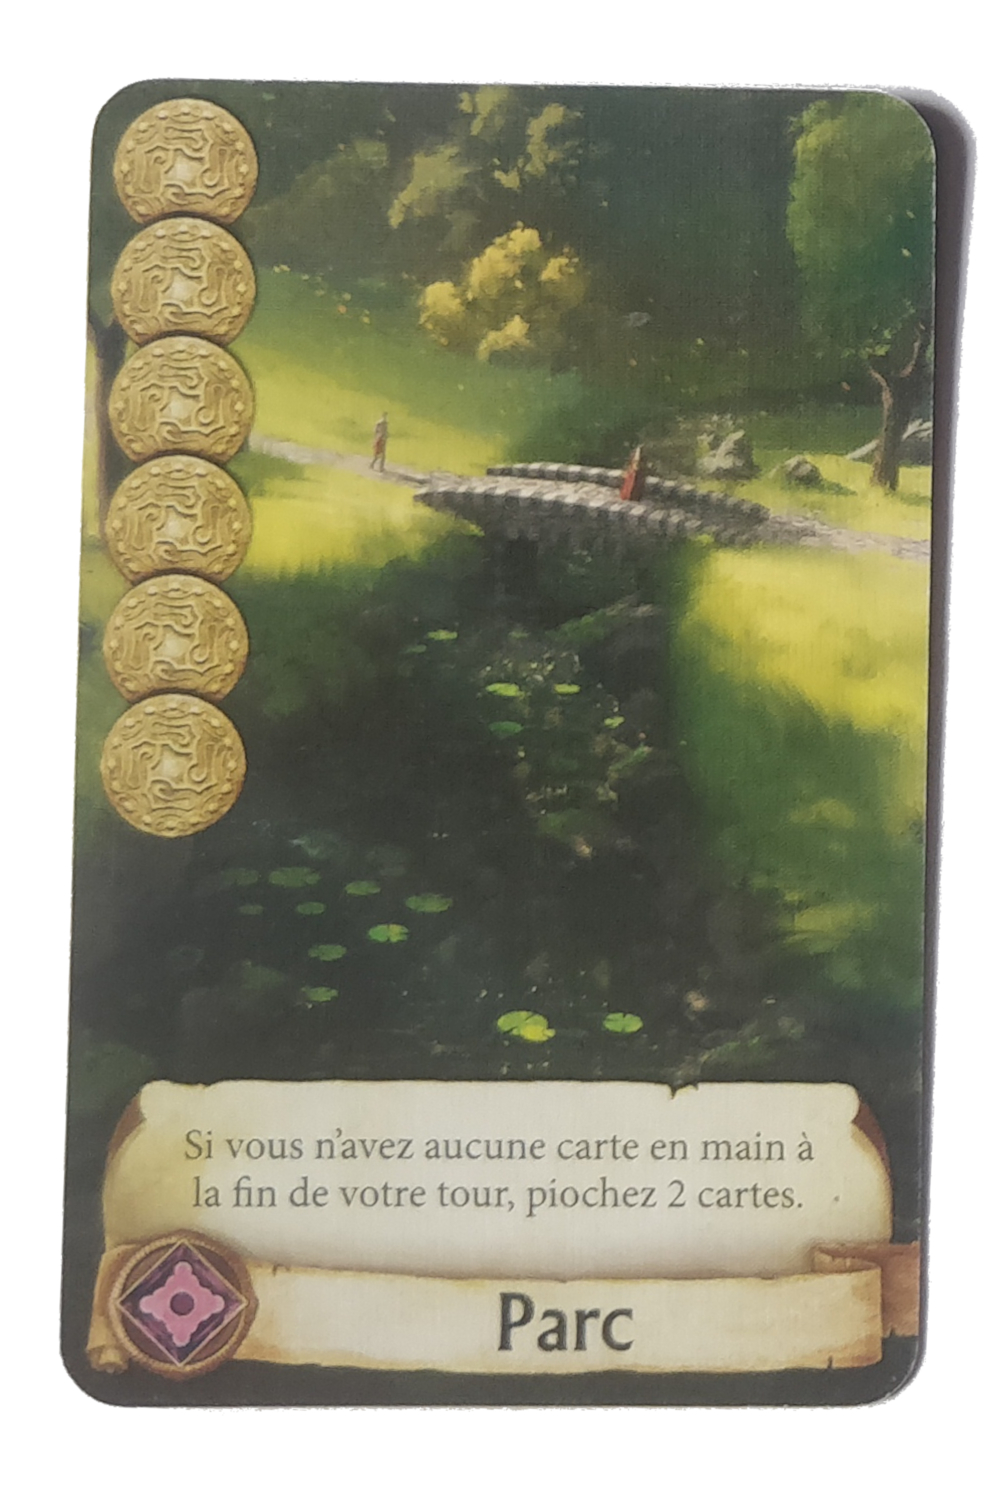 Si vous n'avez aucune carte en main à
la fin de votre tour, piochez 2 cartes.
Parc